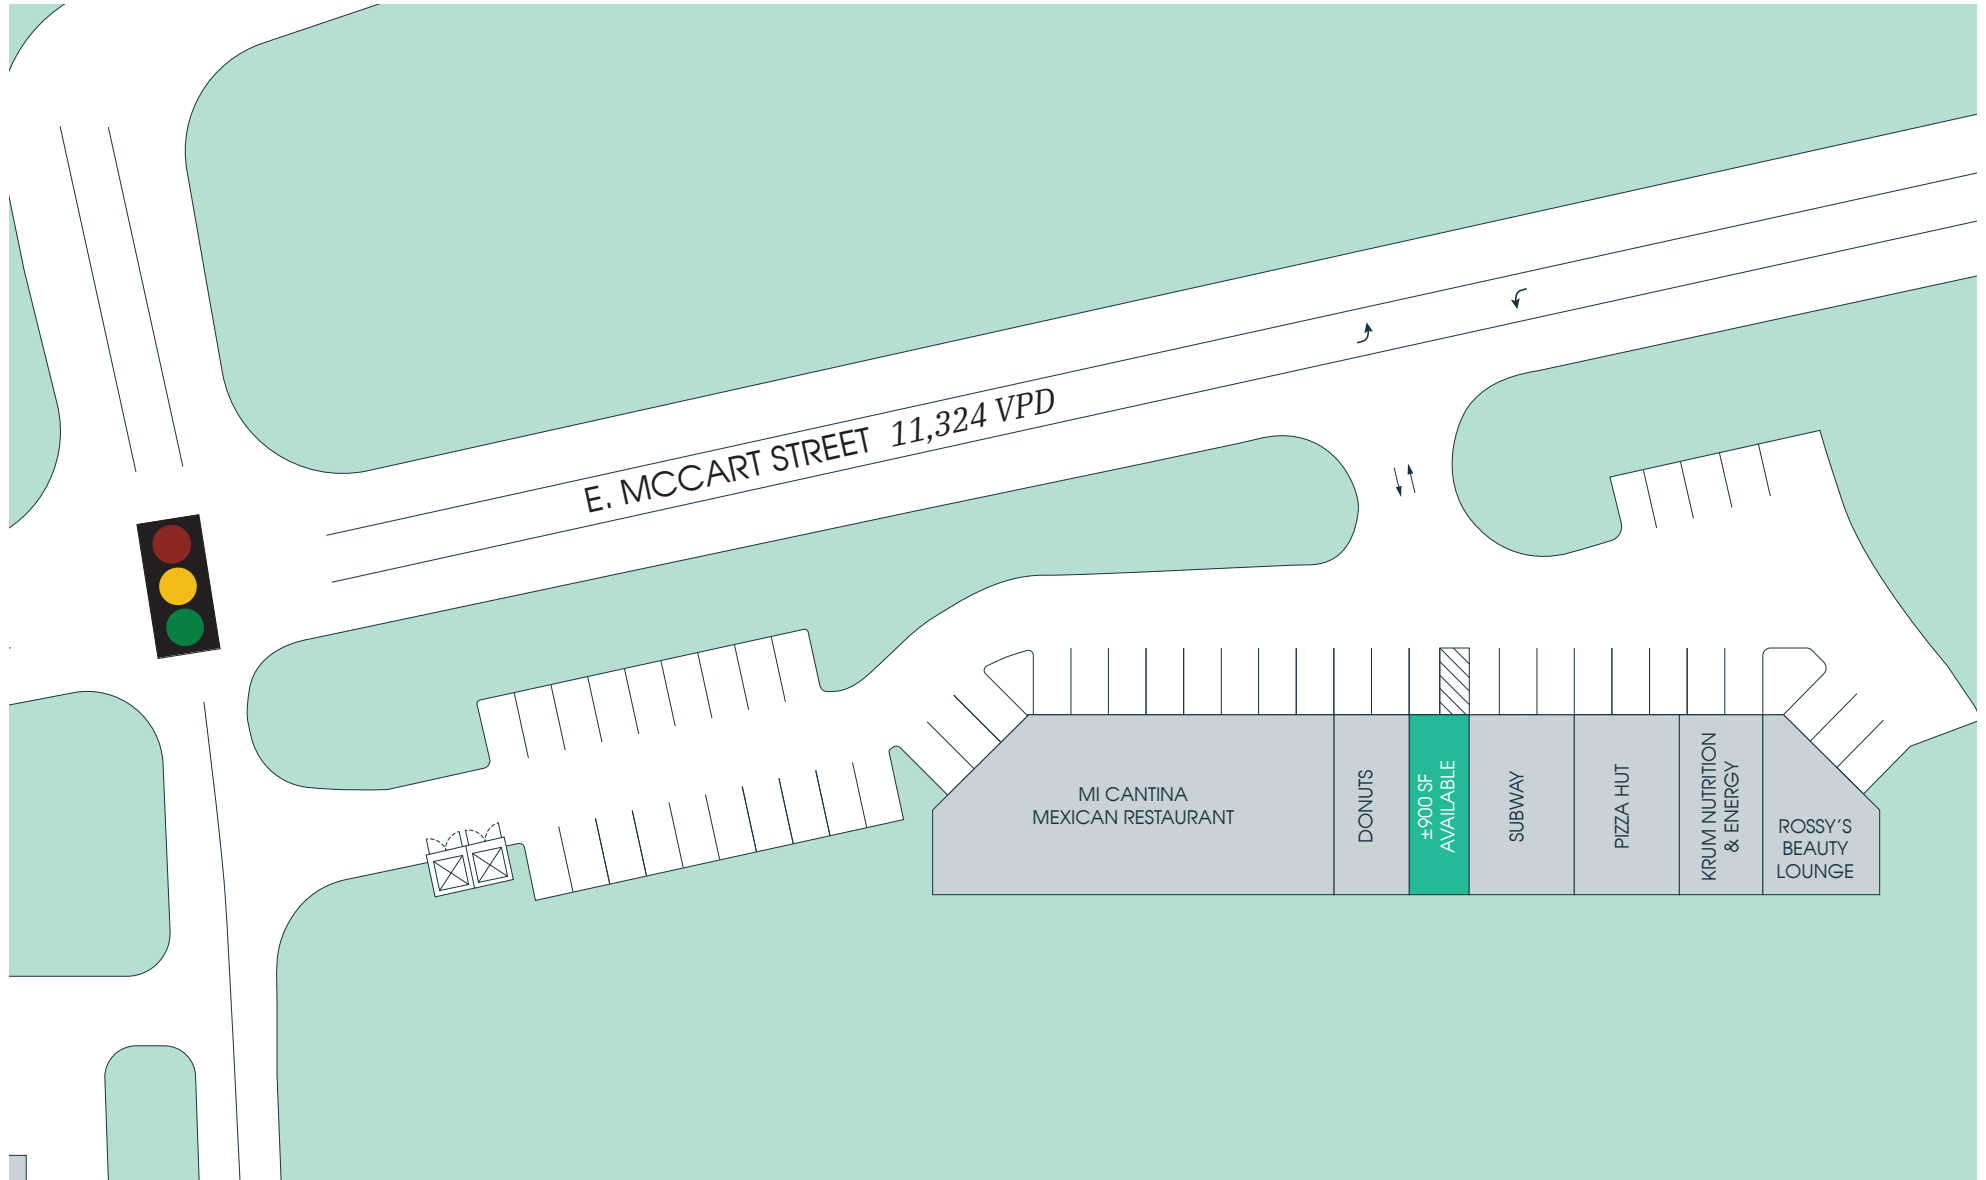 E. MCCART STREET 11,324 VPD
MI CANTINA
MEXICAN RESTAURANT
DONUTS
±900 SF
AVAILABLE
SUBWAY
PIZZA HUT
KRUM NUTRITION
& ENERGY
ROSSY'S
BEAUTY
LOUNGE